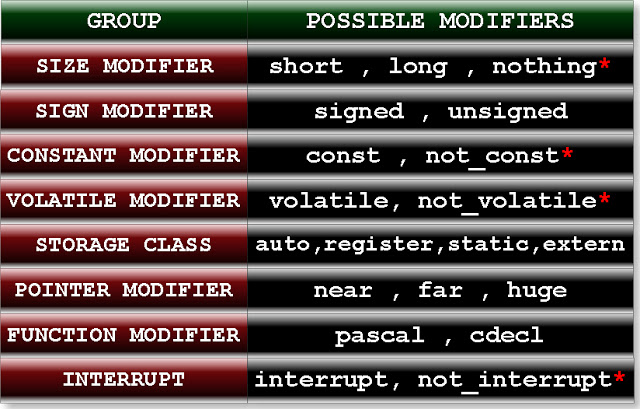 GROUP POSSIBLE MODIFIERS
SIZE MODIFIER short , long , nothing*
SIGN MODIFIER signed , unsigned
CONSTANT MODIFIER const , not_const*
VOLATILE MODIFIER volatile, not_volatile*
STORAGE CLASS auto,register,static,extern
POINTER MODIFIER near , far , huge
FUNCTION MODIFIER pascal , cdecl
INTERRUPT interrupt, not_interrupt*